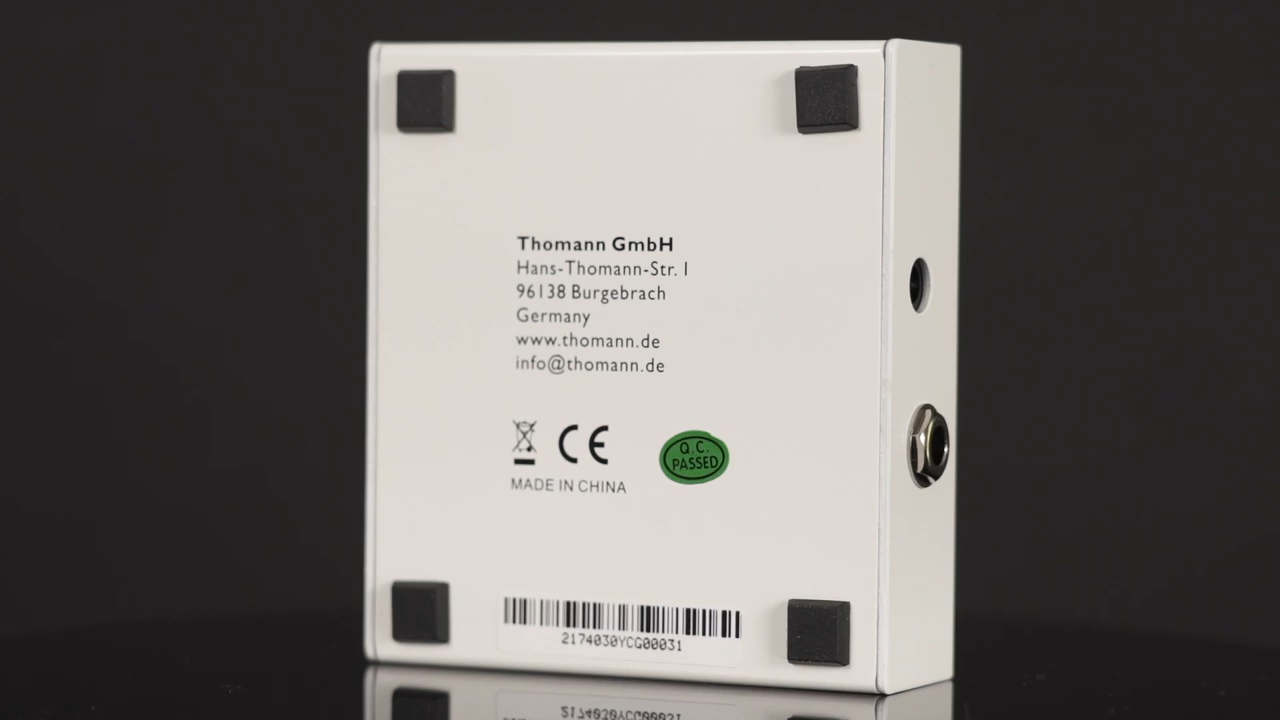 Thomann GmbH
Hans-Thomann-Str. 1
96138 Burgebrach
Germany
www.thomann.de
info@thomann.de
CE
Q.C.
PASSED
MADE IN CHINA
2174030YCG00031